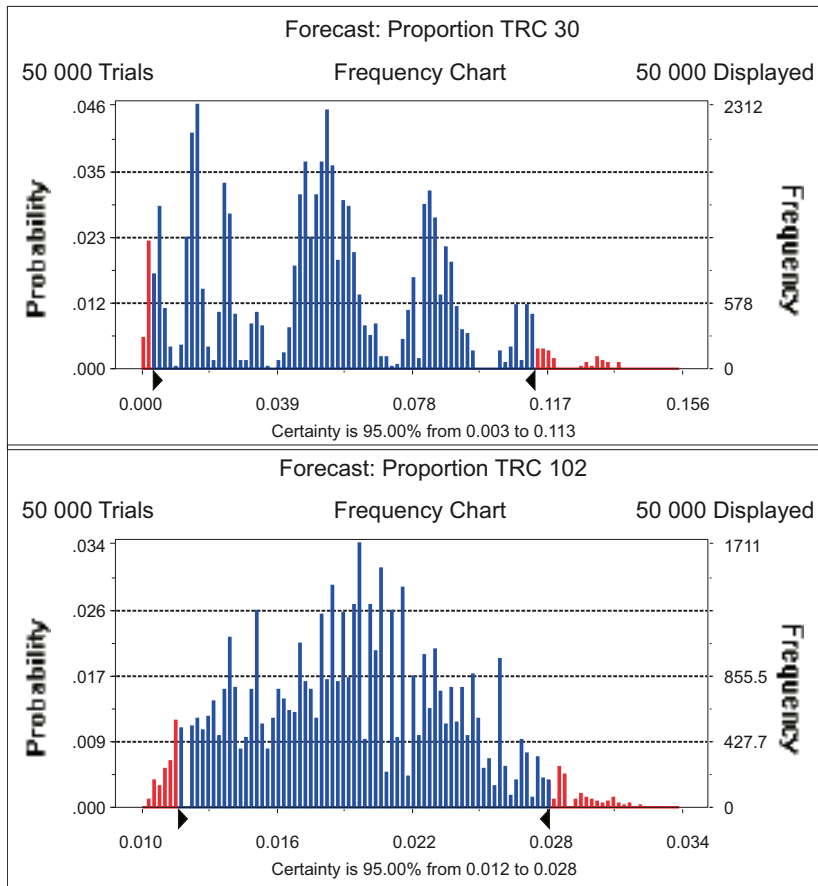 Forecast: Proportion TRC 30
50 000 Trials Frequency Chart 50 000 Displayed
.046 2312
.035
.023
.012 578
.000 0
Probability
Frequency
0.000 0.039 0.078 0.117 0.156
Certainty is 95.00% from 0.003 to 0.113
Forecast: Proportion TRC 102
50 000 Trials Frequency Chart 50 000 Displayed
.034 1711
.026
.017 855.5
.009 427.7
.000 0
Probability
Frequency
0.010 0.016 0.022 0.028 0.034
Certainty is 95.00% from 0.012 to 0.028